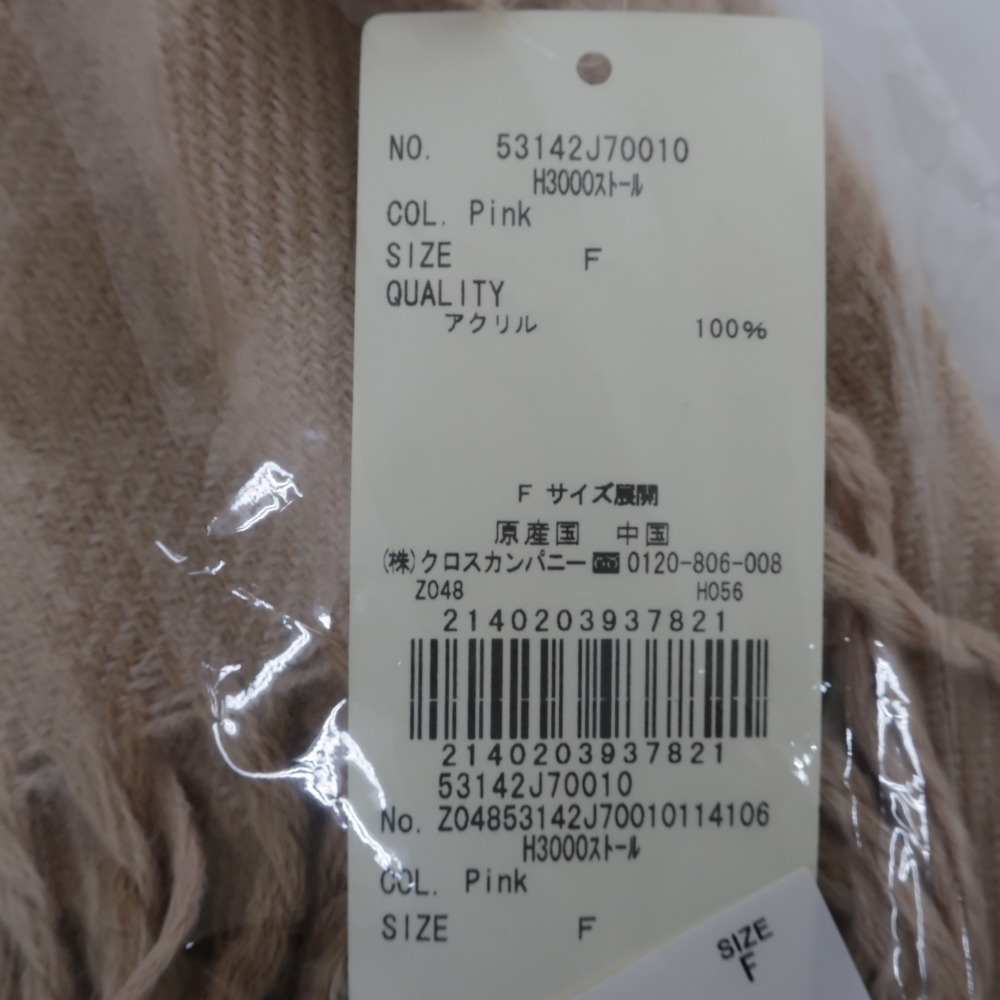 NO. 53142J70010
H3000ストール
COL. Pink
SIZE F
QUALITY
アクリル 100%
F サイズ展開
原産国 中国
(株)クロスカンパニー 0120-806-008
Z048 H056
2140203937821
2140203937821
53142J70010
No. Z04853142J70010114106
H3000ストール
COL. Pink
SIZE F
SIZE
F